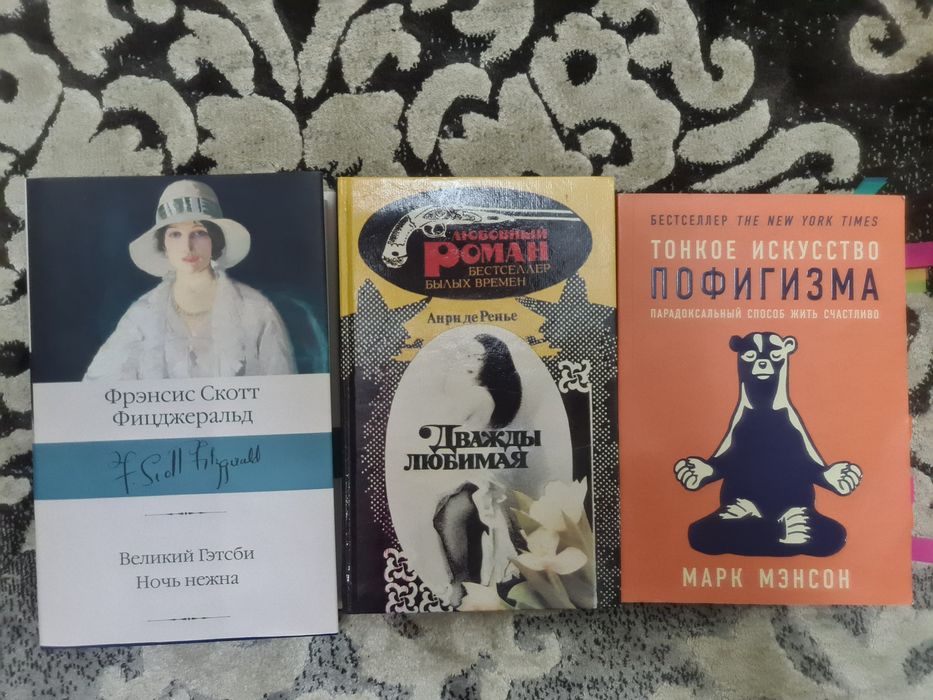 Фрэнсис Скотт
Фицджеральд
F. Scott Fitzgerald
Великий Гэтсби
Ночь нежна
ЛЮБОВНЫЙ
РОМАН
БЕСТСЕЛЛЕР
БЫЛЫХ ВРЕМЕН
Анри де Ренье
ДВАЖДЫ
ЛЮБИМАЯ
БЕСТСЕЛЛЕР THE NEW YORK TIMES
ТОНКОЕ ИСКУССТВО
ПОФИГИЗМА
ПАРАДОКСАЛЬНЫЙ СПОСОБ ЖИТЬ СЧАСТЛИВО
МАРК МЭНСОН